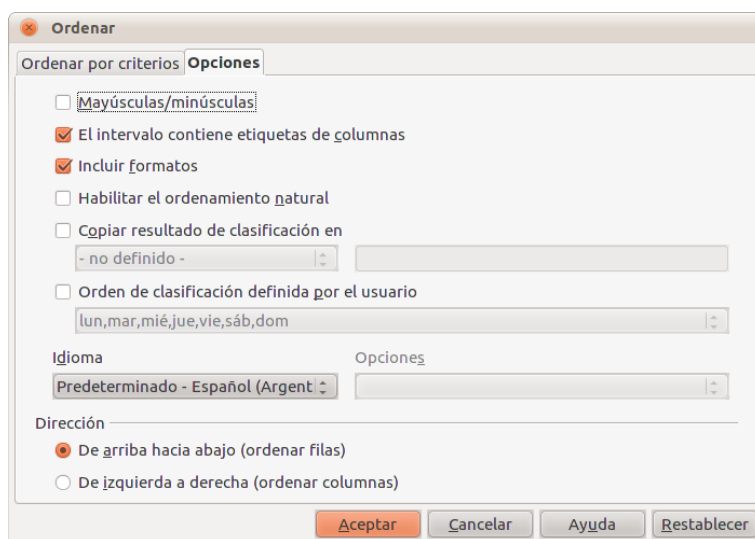 Ordenar
Ordenar por criterios Opciones
Mayúsculas/minúsculas
El intervalo contiene etiquetas de columnas
Incluir formatos
Habilitar el ordenamiento natural
Copiar resultado de clasificación en
- no definido -
Orden de clasificación definida por el usuario
lun,mar,mié,jue,vie,sáb,dom
Idioma Opciones
Predeterminado - Español (Argent
Dirección
De arriba hacia abajo (ordenar filas)
De izquierda a derecha (ordenar columnas)
Aceptar Cancelar Ayuda Restablecer